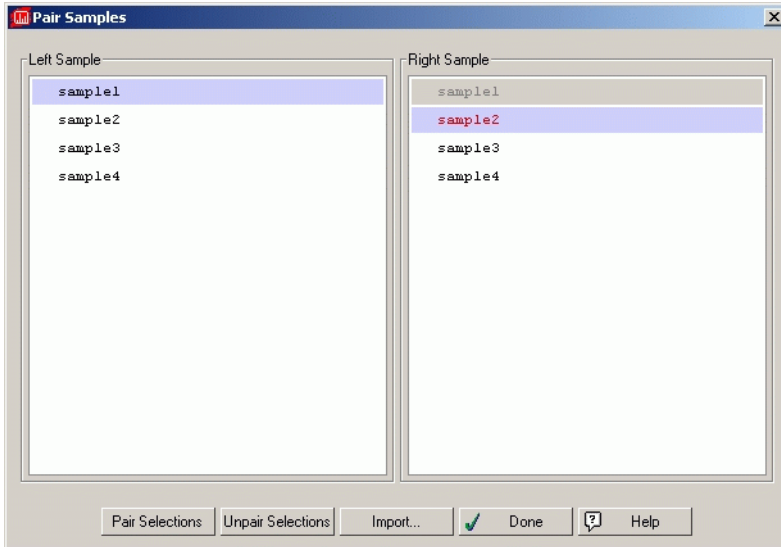 Pair Samples
Left Sample
Right Sample
sample1
sample2
sample3
sample4
sample1
sample2
sample3
sample4
Pair Selections
Unpair Selections
Import...
Done
Help